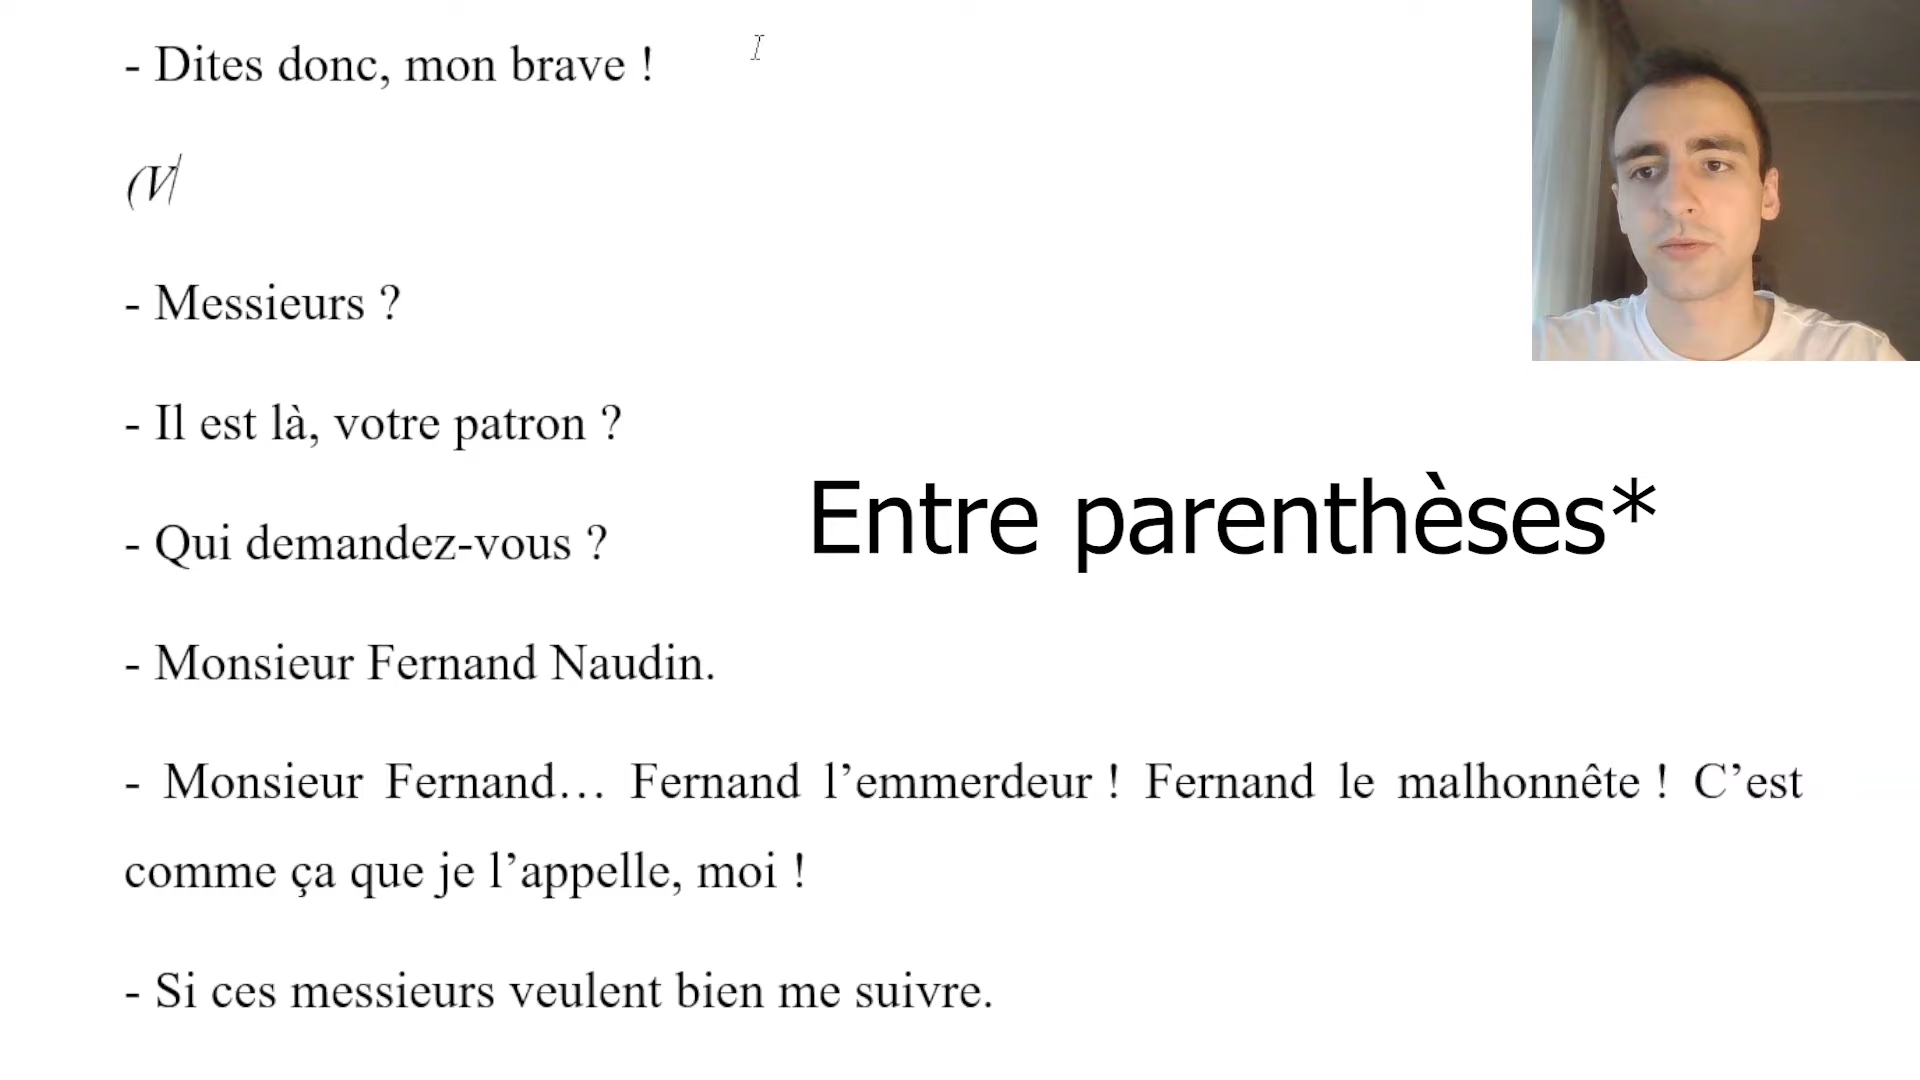 - Dites donc, mon brave !
(V
- Messieurs ?
- Il est là, votre patron ?
- Qui demandez-vous ?
Entre parenthèses*
- Monsieur Fernand Naudin.
- Monsieur Fernand… Fernand l’emmerdeur ! Fernand le malhonnête ! C’est
comme ça que je l’appelle, moi !
- Si ces messieurs veulent bien me suivre.